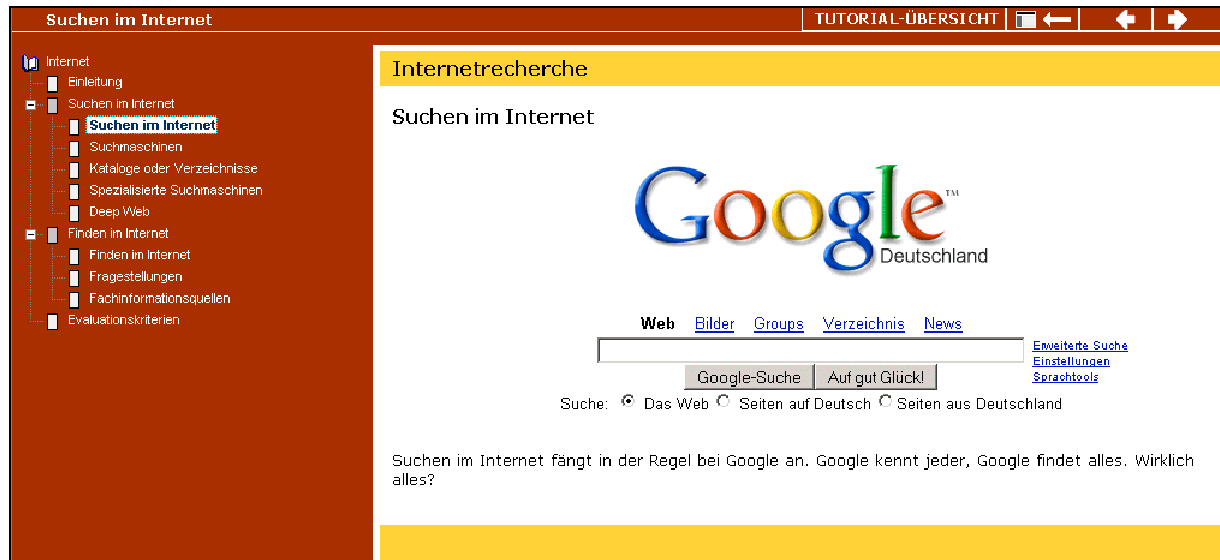 Suchen im Internet
TUTORIAL-ÜBERSICHT
Internet
Einleitung
Suchen im Internet
Suchen im Internet
Suchmaschinen
Kataloge oder Verzeichnisse
Spezialisierte Suchmaschinen
Deep Web
Finden im Internet
Finden im Internet
Fragestellungen
Fachinformationsquellen
Evaluationskriterien
Internetrecherche
Suchen im Internet
Google™
Deutschland
Web Bilder Groups Verzeichnis News
Erweiterte Suche
Einstellungen
Sprachtools
Google-Suche Auf gut Glück!
Suche: Das Web Seiten auf Deutsch Seiten aus Deutschland
Suchen im Internet fängt in der Regel bei Google an. Google kennt jeder, Google findet alles. Wirklich
alles?